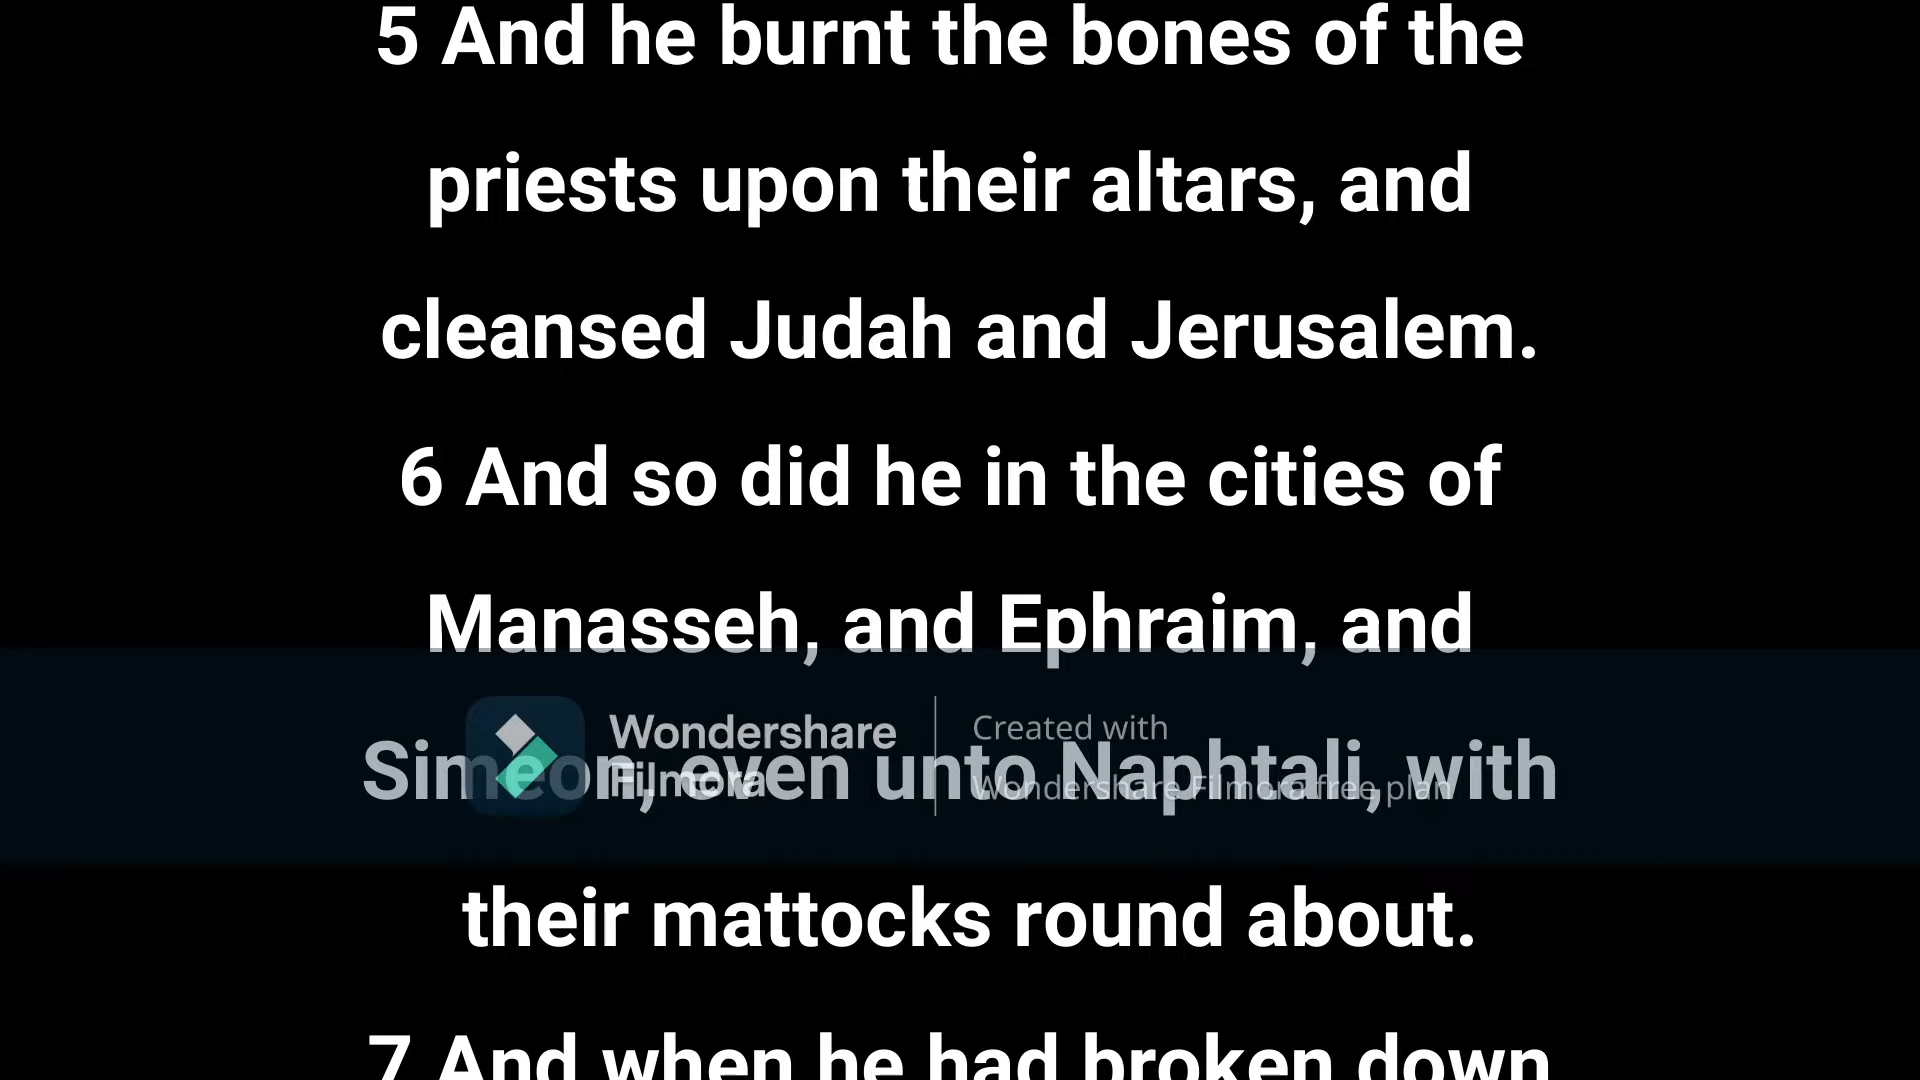 5 And he burnt the bones of the
priests upon their altars, and
cleansed Judah and Jerusalem.
6 And so did he in the cities of
Manasseh, and Ephraim, and
Simeon, even unto Naphtali, with
Wondershare
Filmora
Created with
Wondershare Filmora free plan
their mattocks round about.
7 And when he had broken down